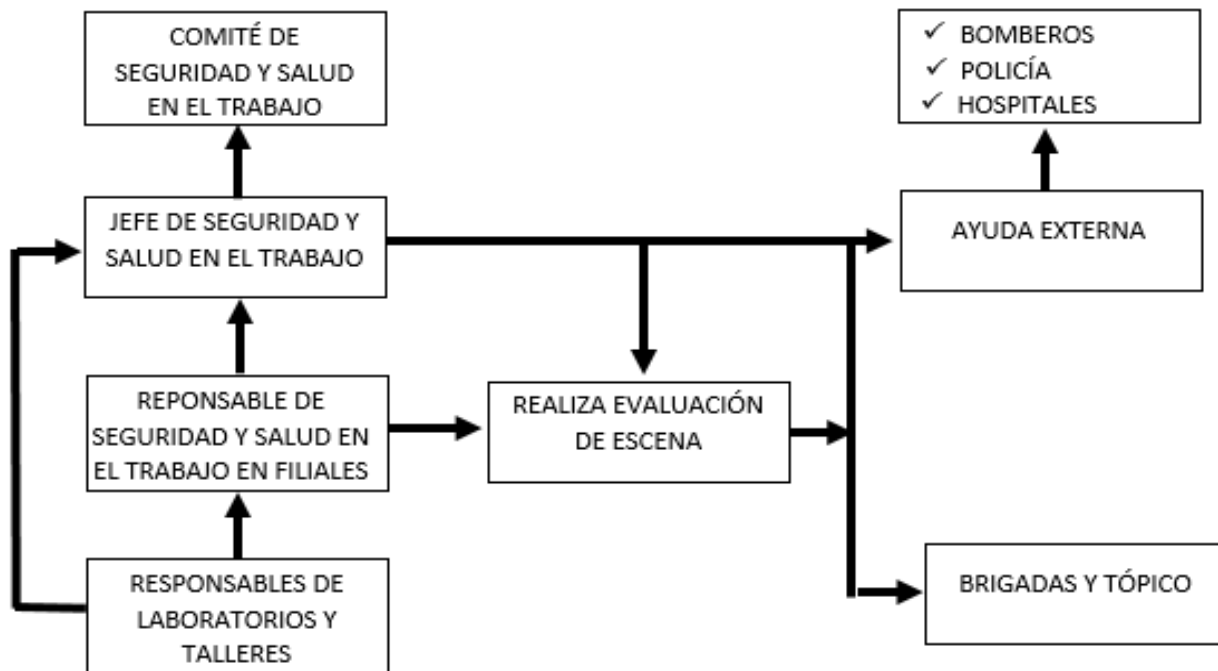 COMITÉ DE
SEGURIDAD Y SALUD
EN EL TRABAJO
✓ BOMBEROS
✓ POLICÍA
✓ HOSPITALES
JEFE DE SEGURIDAD Y
SALUD EN EL TRABAJO
AYUDA EXTERNA
REPONSABLE DE
SEGURIDAD Y SALUD EN
EL TRABAJO EN FILIALES
REALIZA EVALUACIÓN
DE ESCENA
RESPONSABLES DE
LABORATORIOS Y
TALLERES
BRIGADAS Y TÓPICO